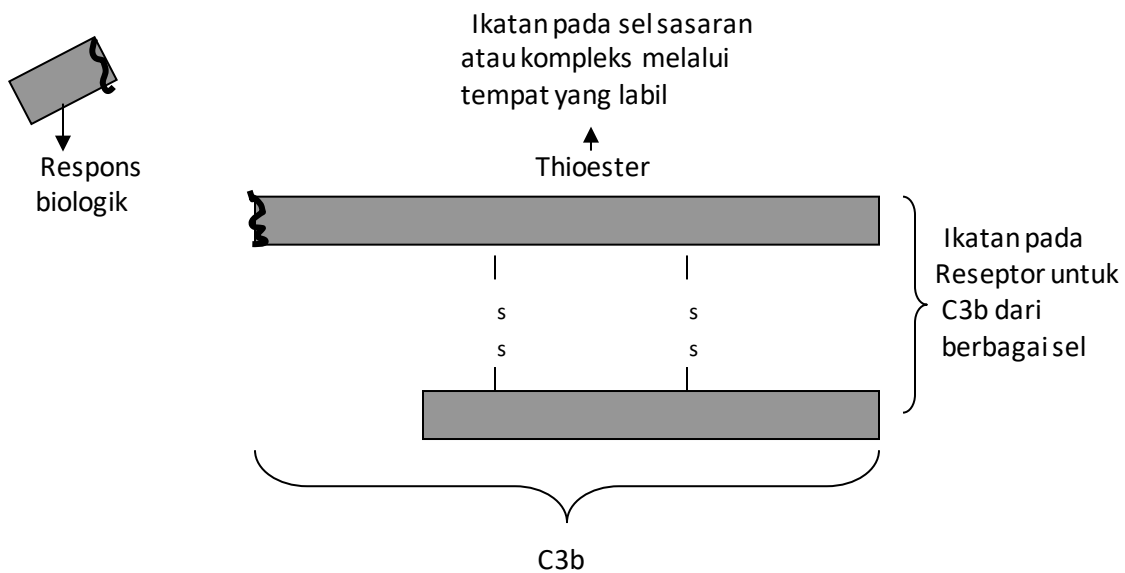 Ikatan pada sel sasaran
atau kompleks melalui
tempat yang labil
Respons
biologik
Thioester
Ikatan pada
Reseptor untuk
C3b dari
berbagai sel
s s
s s
C3b